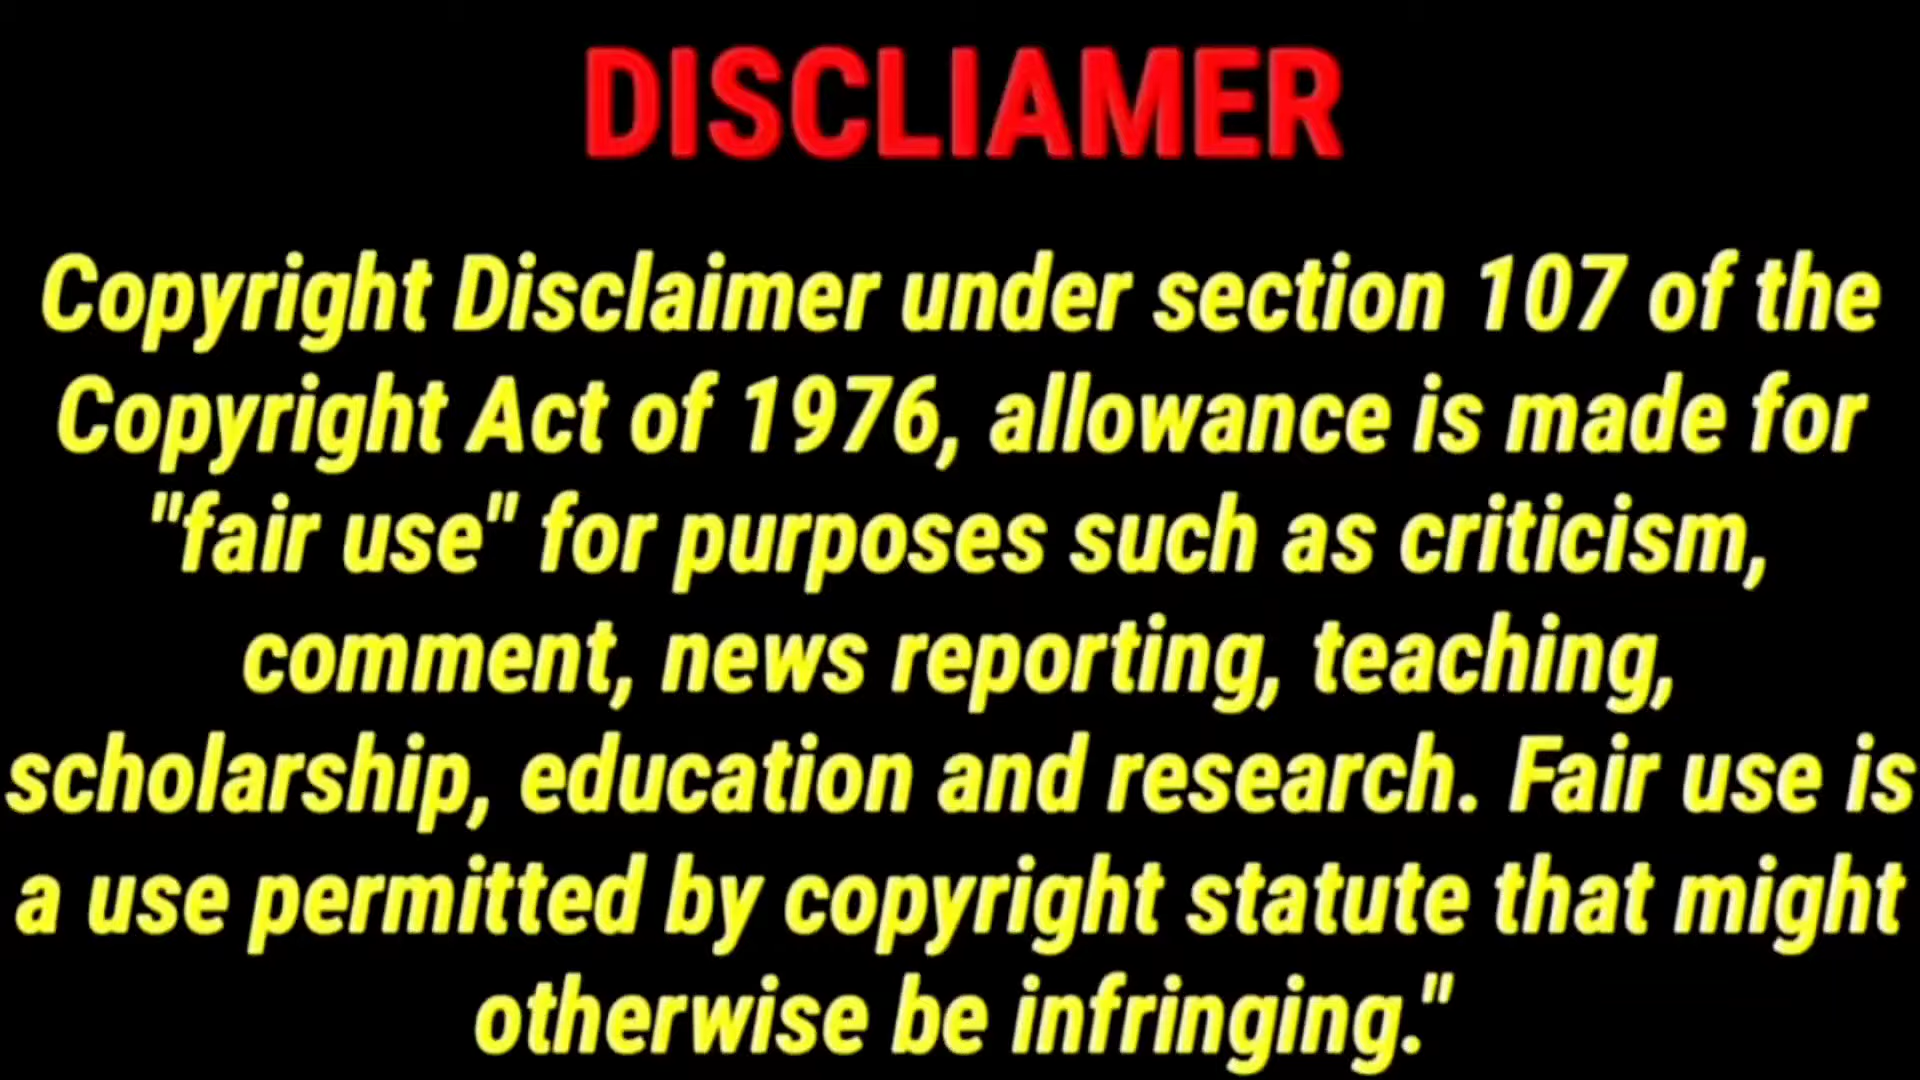 DISCLIAMER
Copyright Disclaimer under section 107 of the
Copyright Act of 1976, allowance is made for
"fair use" for purposes such as criticism,
comment, news reporting, teaching,
scholarship, education and research. Fair use is
a use permitted by copyright statute that might
otherwise be infringing."